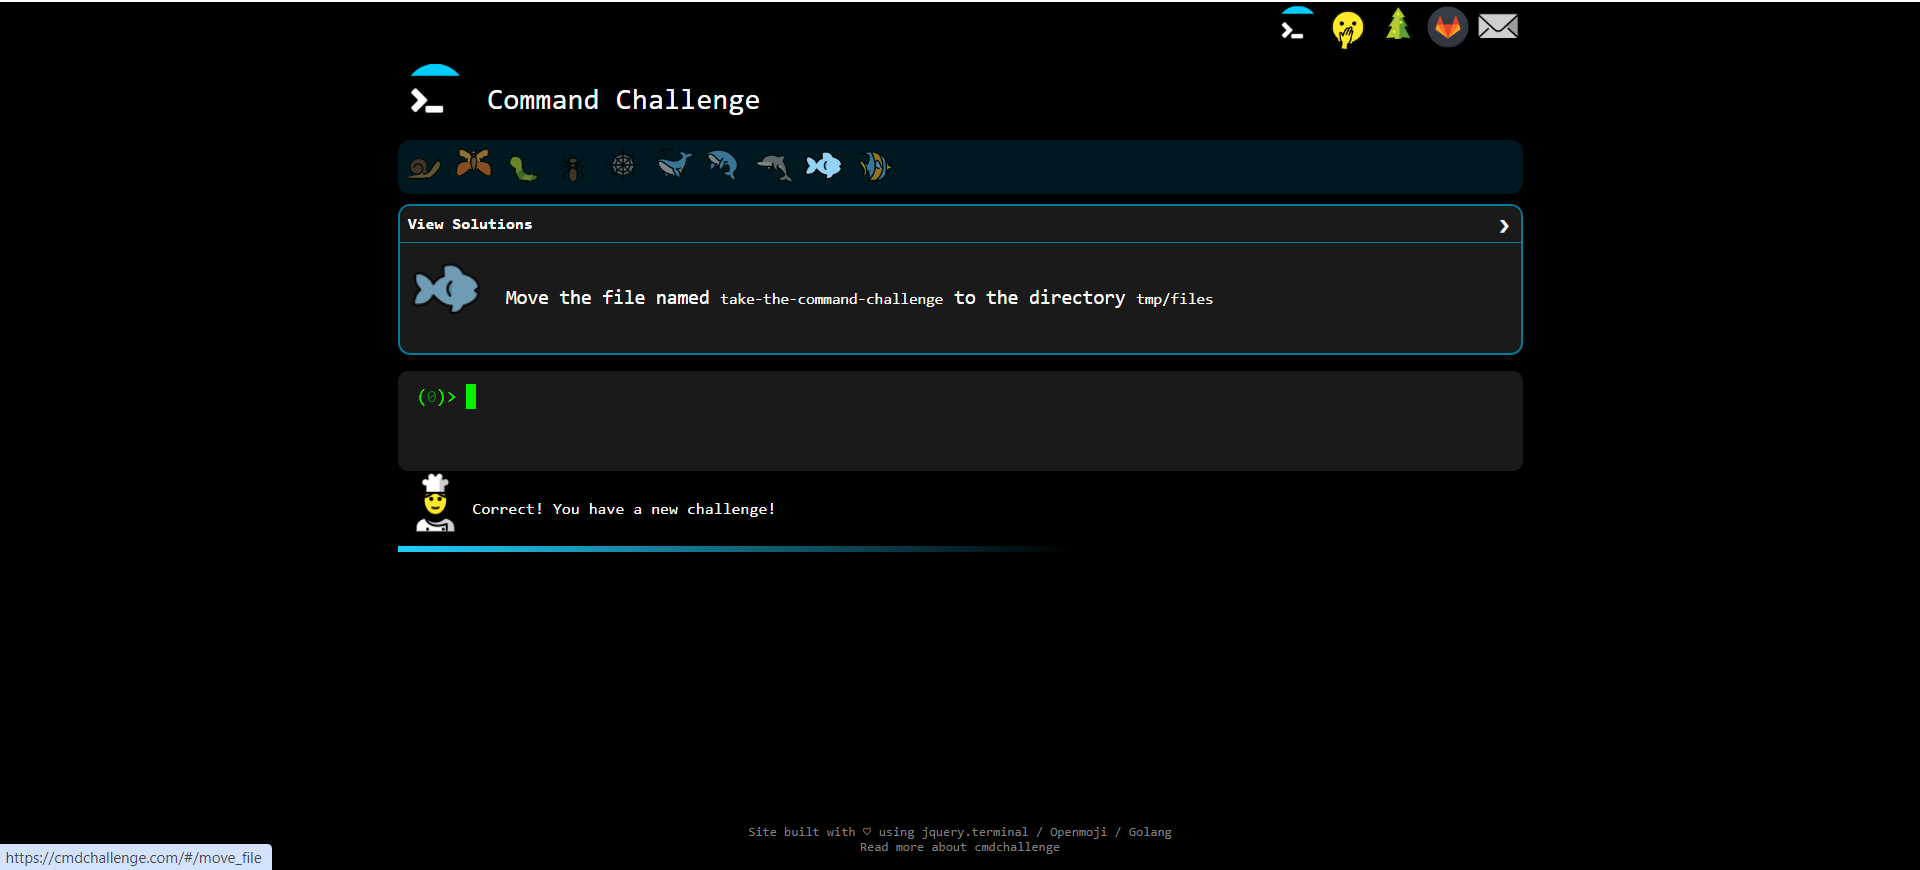 Command Challenge
View Solutions
Move the file named take-the-command-challenge to the directory tmp/files
(0)>
Correct! You have a new challenge!
Site built with ♡ using jquery.terminal / Openmoji / Golang
Read more about cmdchallenge
https://cmdchallenge.com/#/move_file